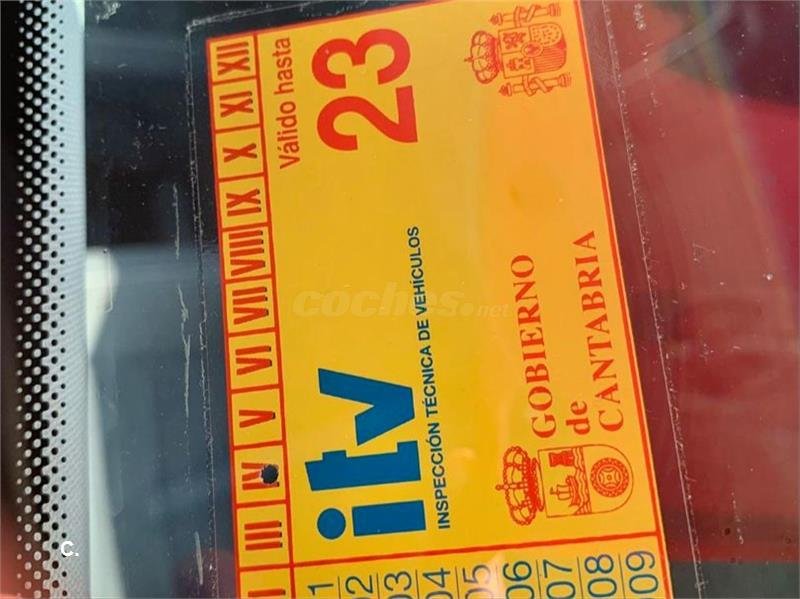 I III IV V VI VII VIII IX X XI XII
Válido hasta
23
itv
INSPECCIÓN TÉCNICA DE VEHÍCULOS
GOBIERNO
de
CANTABRIA
02
03
04
05
06
07
08
09
coches.net
C.